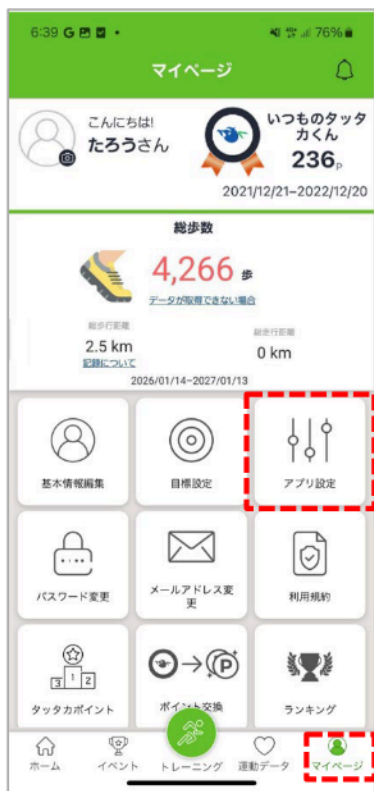 6:39 G
76%
マイページ
こんにちは!
たろうさん
いつものタッタ
カくん
236P
2021/12/21–2022/12/20
総歩数
4,266 歩
データが取得できない場合
総歩行距離
総走行距離
2.5 km
0 km
記録について
2026/01/14–2027/01/13
基本情報編集
目標設定
アプリ設定
パスワード変更
メールアドレス変
更
利用規約
3 1 2
P
タッタカポイント
ポイント交換
ランキング
ホーム
イベント
トレーニング
運動データ
マイページ